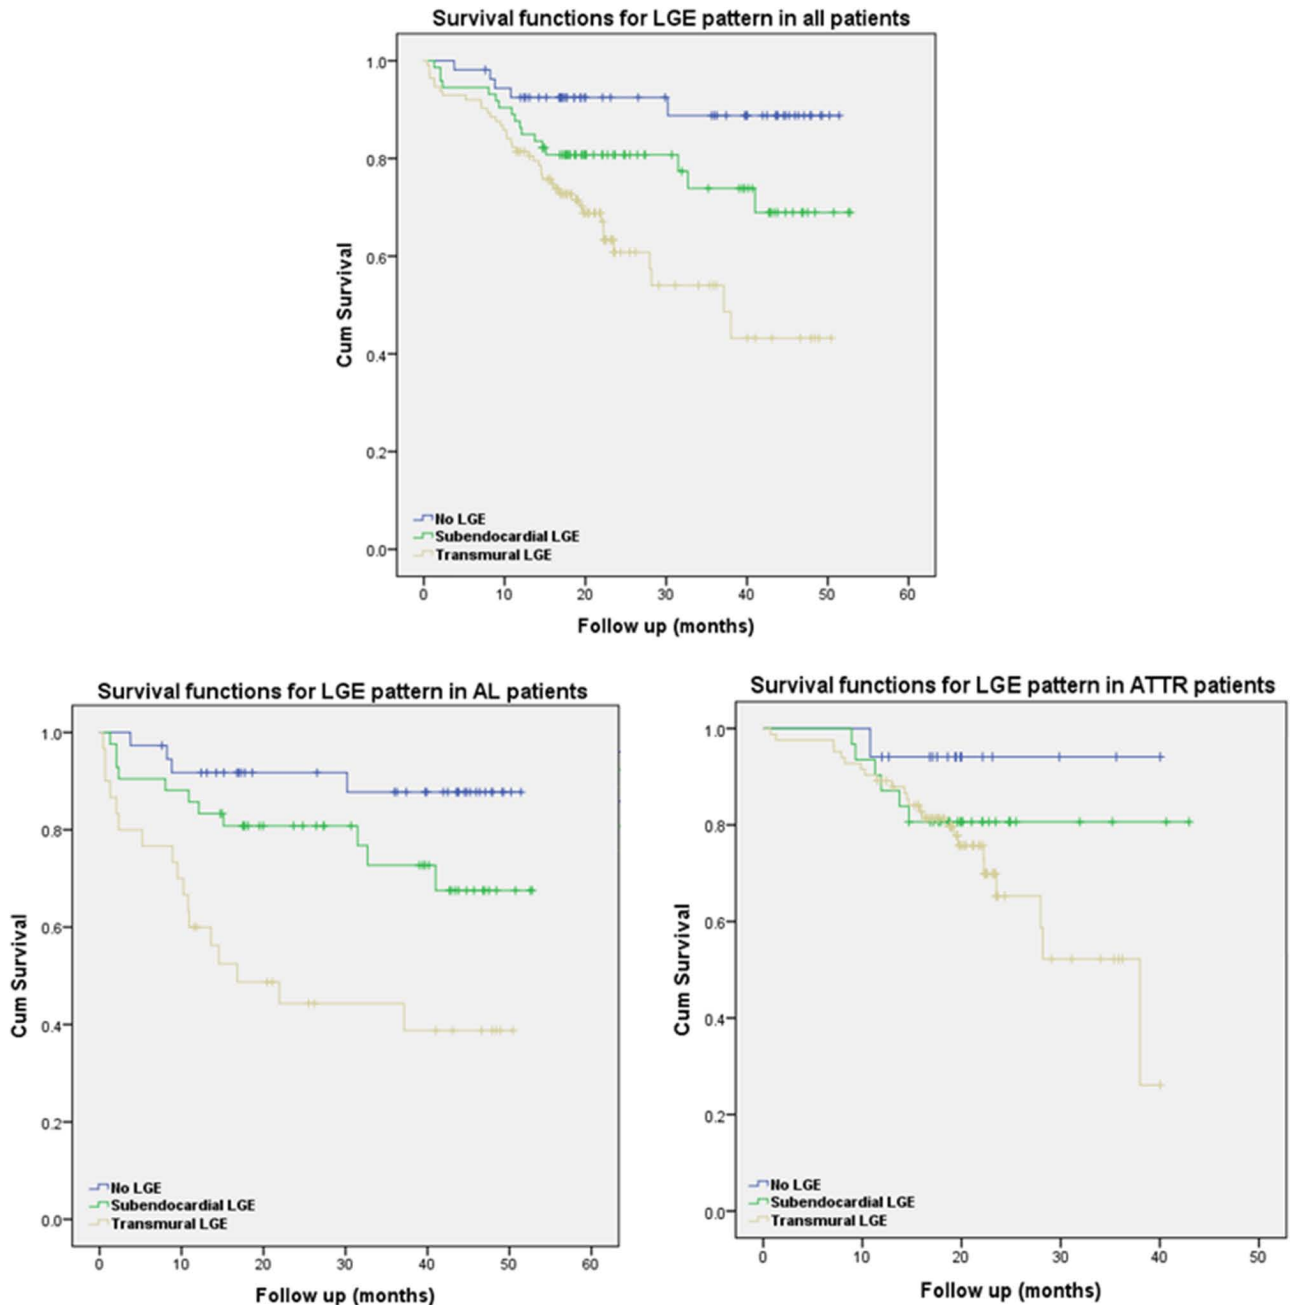 Survival functions for LGE pattern in all patients
1.0
0.8
0.6
0.4
0.2
0.0
Cum Survival
No LGE
Subendocardial LGE
Transmural LGE
0 10 20 30 40 50 60
Follow up (months)
Survival functions for LGE pattern in AL patients
1.0
0.8
0.6
0.4
0.2
0.0
Cum Survival
No LGE
Subendocardial LGE
Transmural LGE
0 10 20 30 40 50 60
Follow up (months)
Survival functions for LGE pattern in ATTR patients
1.0
0.8
0.6
0.4
0.2
0.0
Cum Survival
No LGE
Subendocardial LGE
Transmural LGE
0 10 20 30 40 50
Follow up (months)